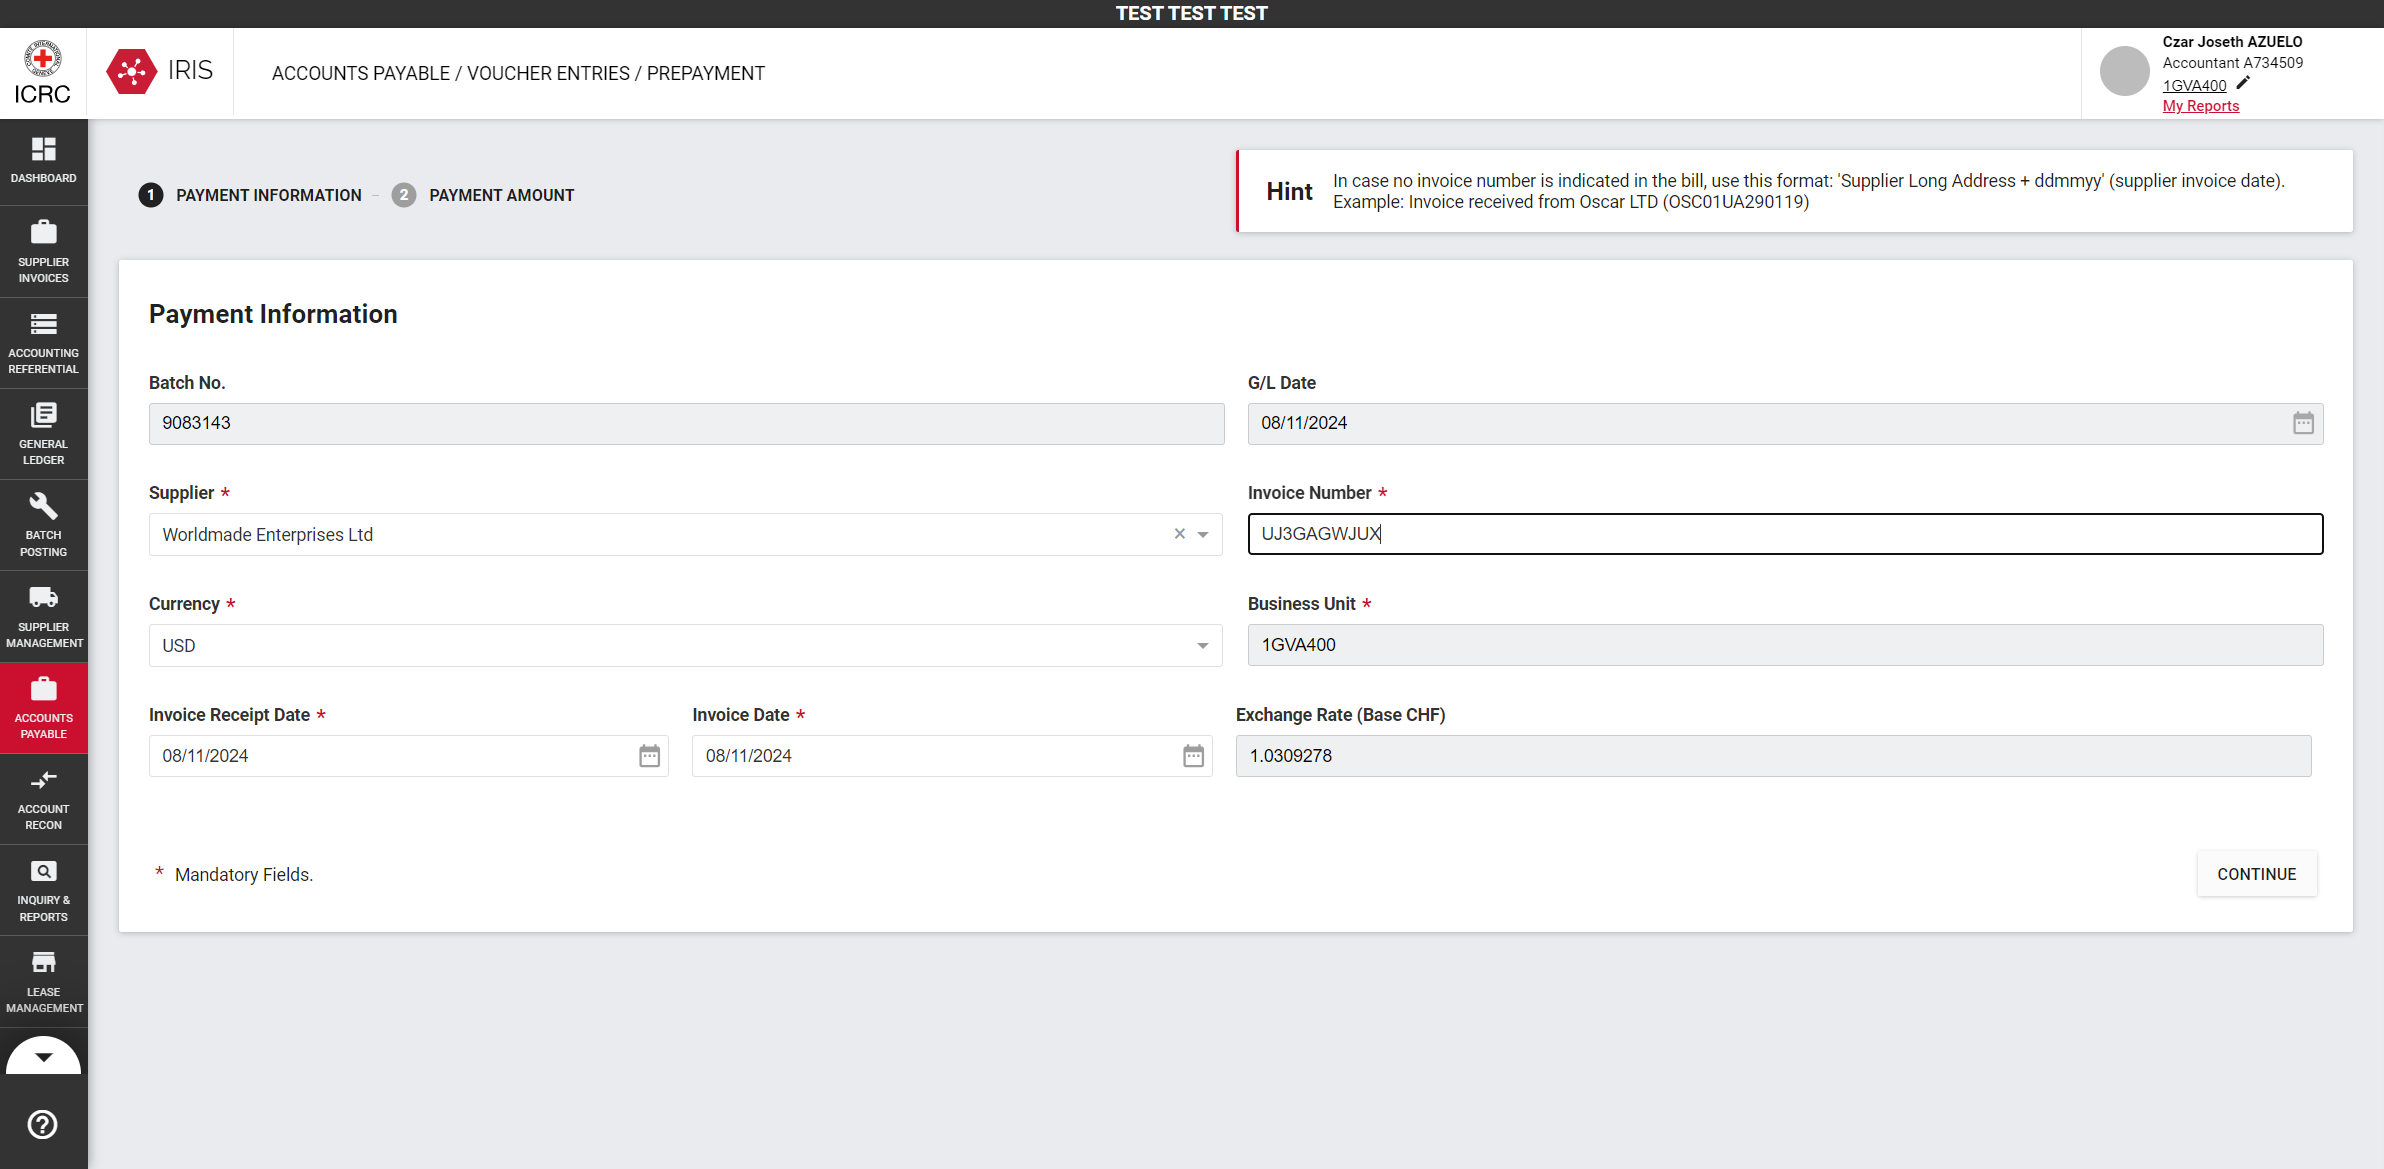 TEST TEST TEST
ICRC
IRIS
ACCOUNTS PAYABLE / VOUCHER ENTRIES / PREPAYMENT
Czar Joseth AZUELO
Accountant A734509
1GVA400
My Reports
DASHBOARD
SUPPLIER
INVOICES
ACCOUNTING
REFERENTIAL
GENERAL
LEDGER
BATCH
POSTING
SUPPLIER
MANAGEMENT
ACCOUNTS
PAYABLE
ACCOUNT
RECON
INQUIRY &
REPORTS
LEASE
MANAGEMENT
1 PAYMENT INFORMATION – 2 PAYMENT AMOUNT
Hint
In case no invoice number is indicated in the bill, use this format: 'Supplier Long Address + ddmmyy' (supplier invoice date).
Example: Invoice received from Oscar LTD (OSC01UA290119)
Payment Information
Batch No.
9083143
G/L Date
08/11/2024
Supplier *
Worldmade Enterprises Ltd
Invoice Number *
UJ3GAGWJUX
Currency *
USD
Business Unit *
1GVA400
Invoice Receipt Date *
08/11/2024
Invoice Date *
08/11/2024
Exchange Rate (Base CHF)
1.0309278
* Mandatory Fields.
CONTINUE